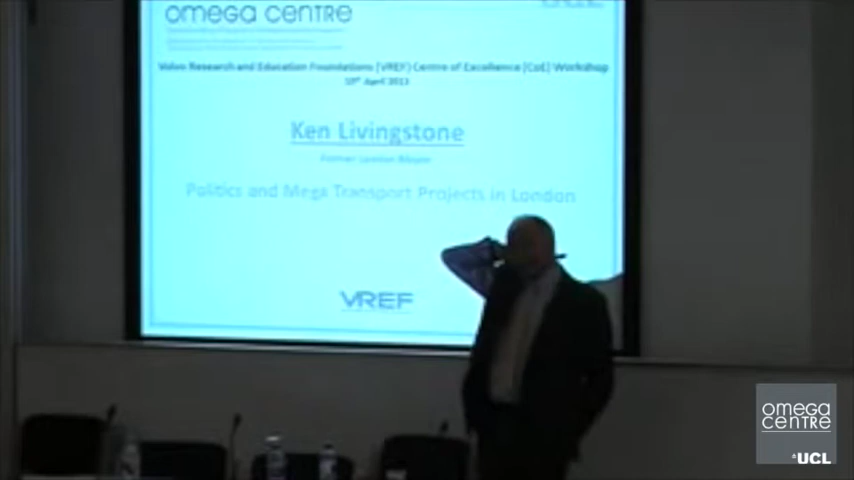 omega centre
Volvo Research and Education Foundations (VREF) Centre of Excellence (CoE) Workshop
Ken Livingstone
Former London Mayor
Politics and Mega Transport Projects in London
VREF
omega
centre
UCL